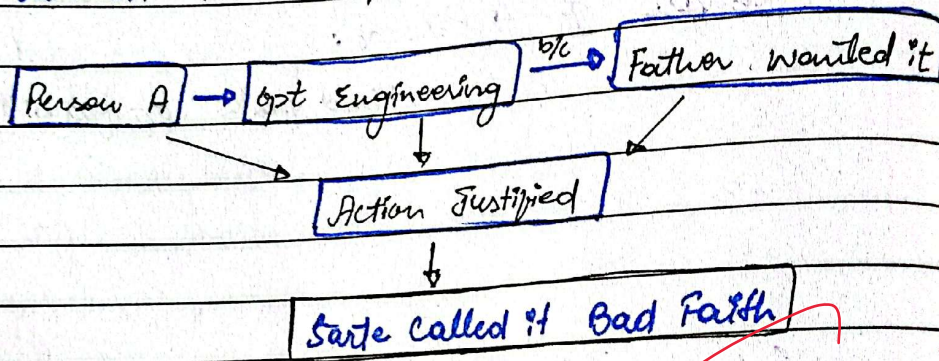 b/c
Person A opt Engineering Father wanted it
Action Justified
Sarte called it Bad Faith